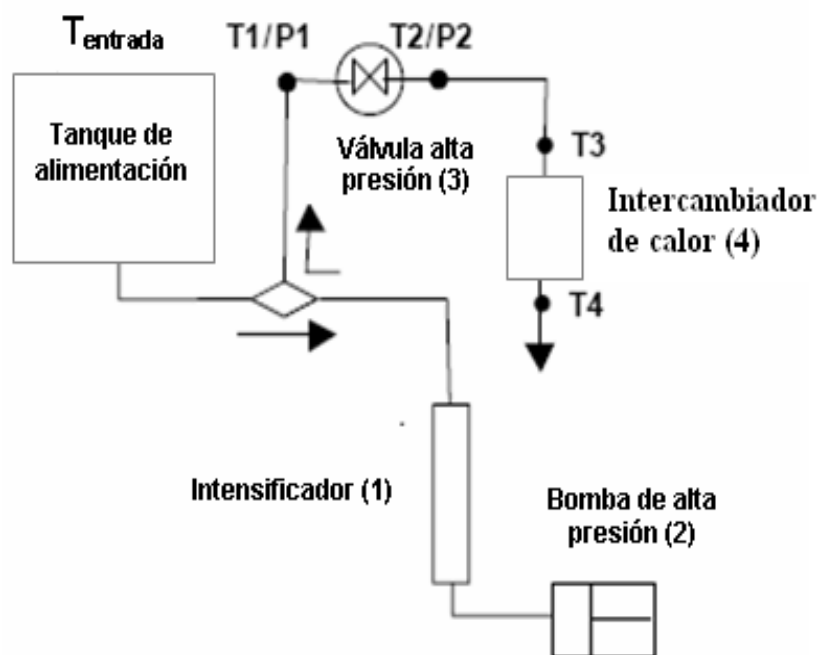 Tentrada
T1/P1
T2/P2
Tanque de
alimentación
Válvula alta
presión (3)
T3
Intercambiador
de calor (4)
T4
Intensificador (1)
Bomba de alta
presión (2)